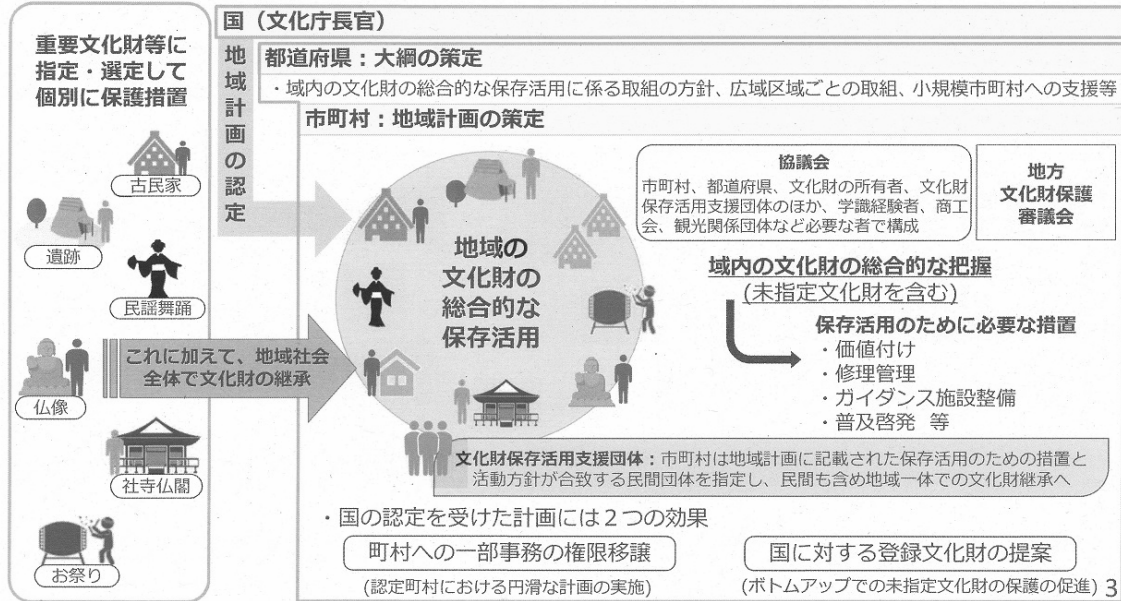 重要文化財等に
指定・選定して
個別に保護措置
古民家
遺跡
民謡舞踊
仏像
社寺仏閣
お祭り
これに加えて、地域社会
全体で文化財の継承
国（文化庁長官）
地域計画の認定
都道府県：大綱の策定
・域内の文化財の総合的な保存活用に係る取組の方針、広域区域ごとの取組、小規模市町村への支援等
市町村：地域計画の策定
地域の
文化財の
総合的な
保存活用
協議会
市町村、都道府県、文化財の所有者、文化財
保存活用支援団体のほか、学識経験者、商工
会、観光関係団体など必要な者で構成
地方
文化財保護
審議会
域内の文化財の総合的な把握
(未指定文化財を含む)
保存活用のために必要な措置
・価値付け
・修理管理
・ガイダンス施設整備
・普及啓発 等
文化財保存活用支援団体：市町村は地域計画に記載された保存活用のための措置と
活動方針が合致する民間団体を指定し、民間も含め地域一体での文化財継承へ
・国の認定を受けた計画には２つの効果
町村への一部事務の権限移譲
(認定町村における円滑な計画の実施)
国に対する登録文化財の提案
(ボトムアップでの未指定文化財の保護の促進)
3